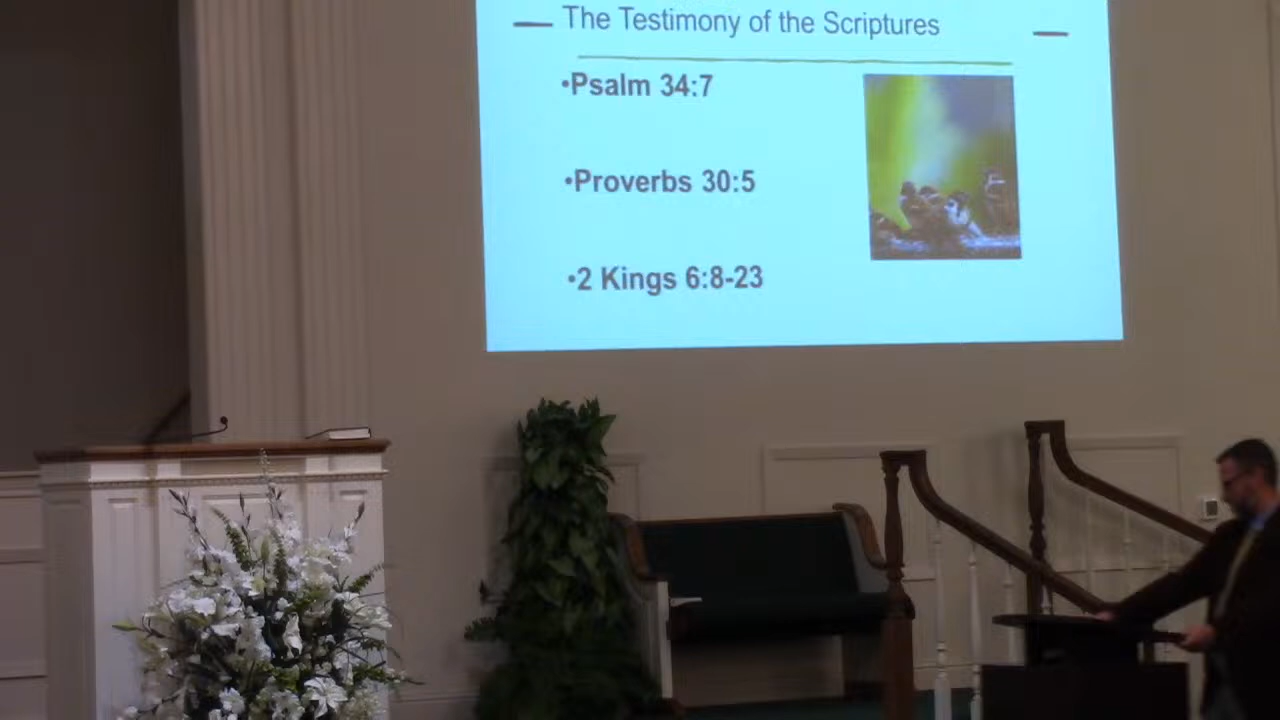 The Testimony of the Scriptures
•Psalm 34:7
•Proverbs 30:5
•2 Kings 6:8-23